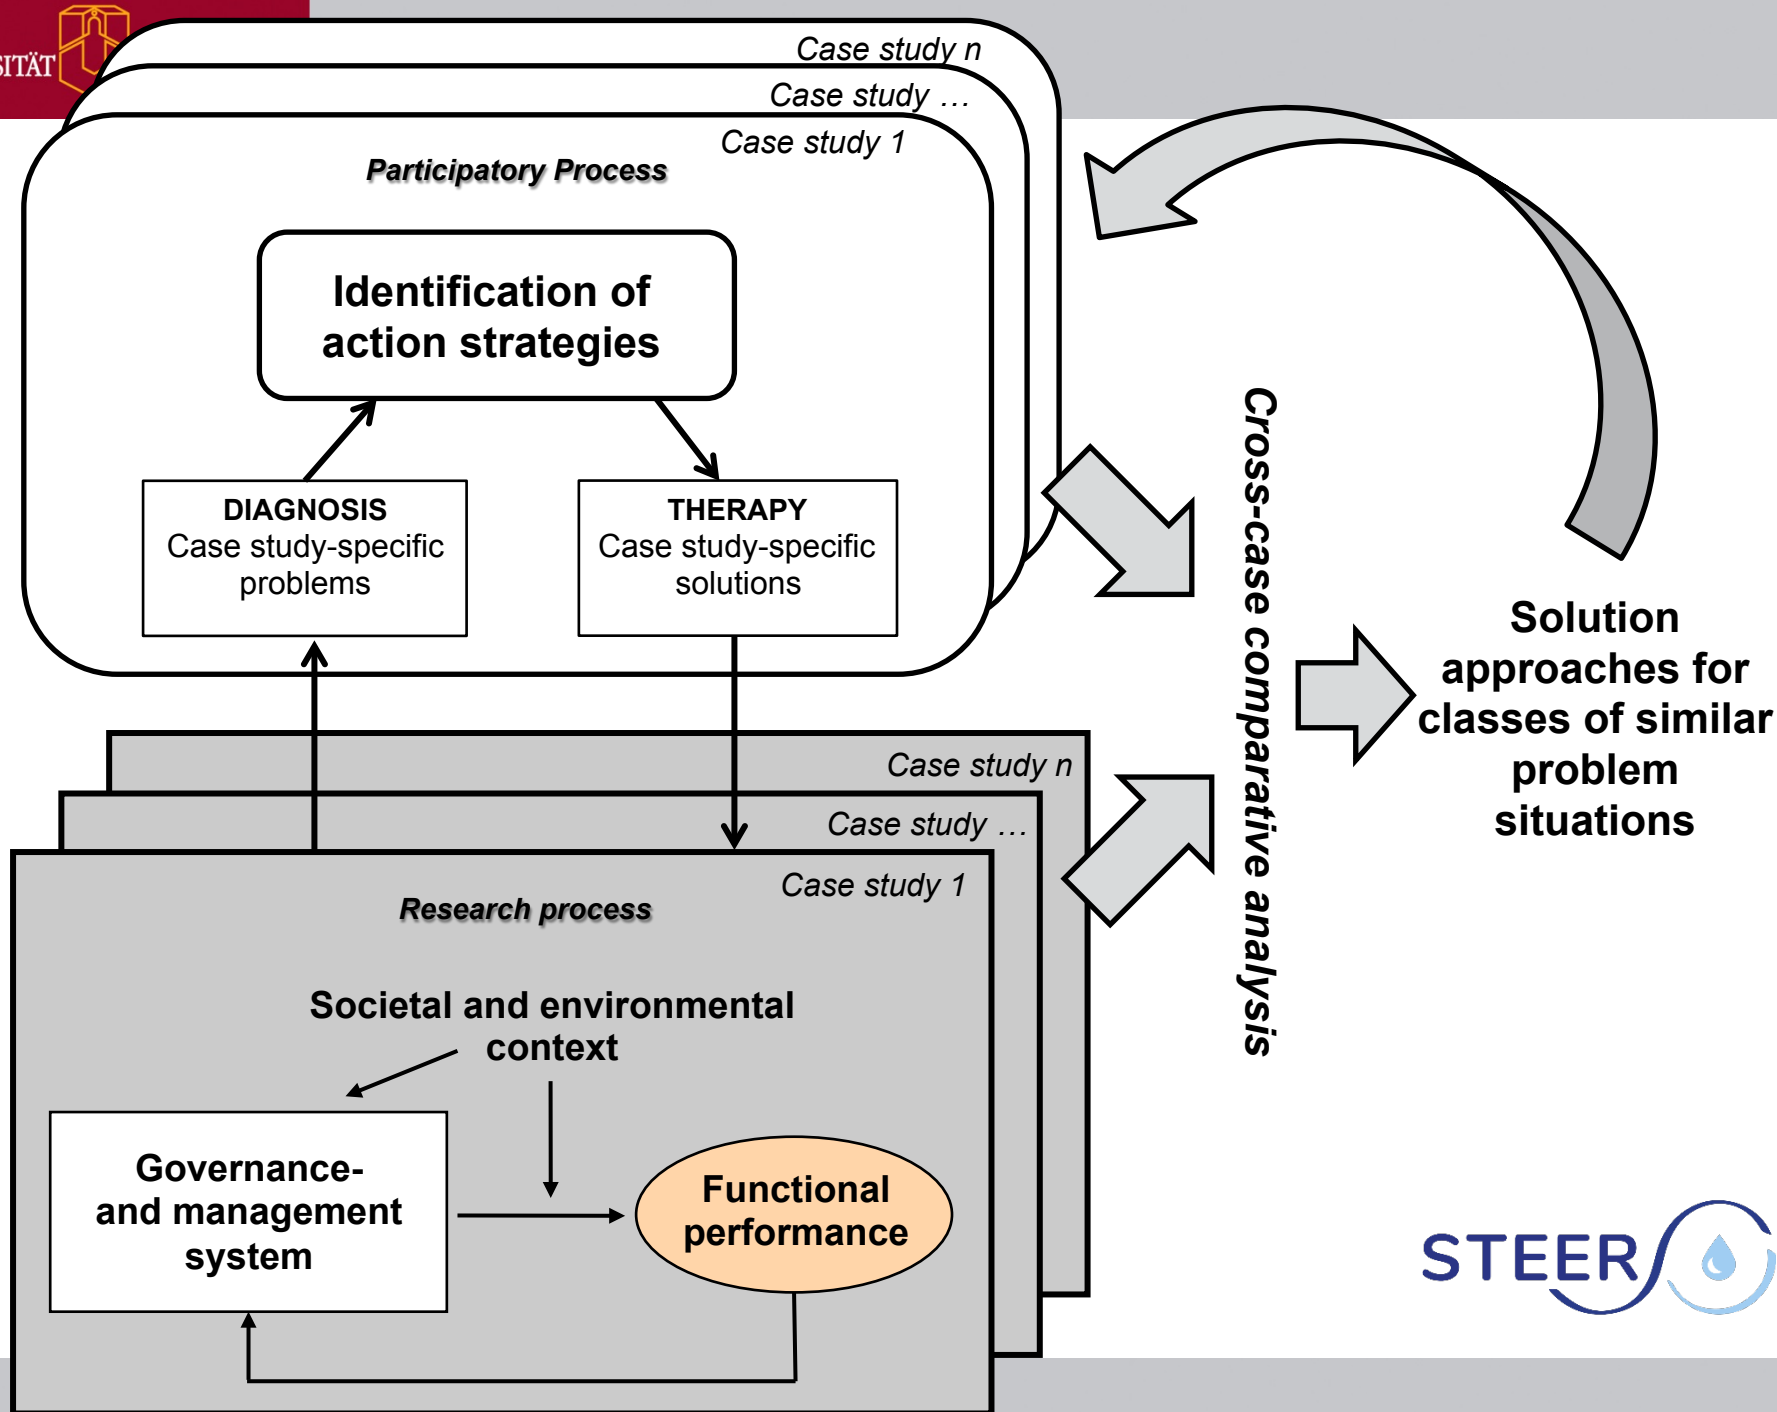 SITÄT
Case study n
Case study …
Case study 1
Participatory Process
Identification of
action strategies
DIAGNOSIS
Case study-specific
problems
THERAPY
Case study-specific
solutions
Case study n
Case study …
Case study 1
Research process
Societal and environmental
context
Governance-
and management
system
Functional
performance
Cross-case comparative analysis
Solution
approaches for
classes of similar
problem
situations
STEER